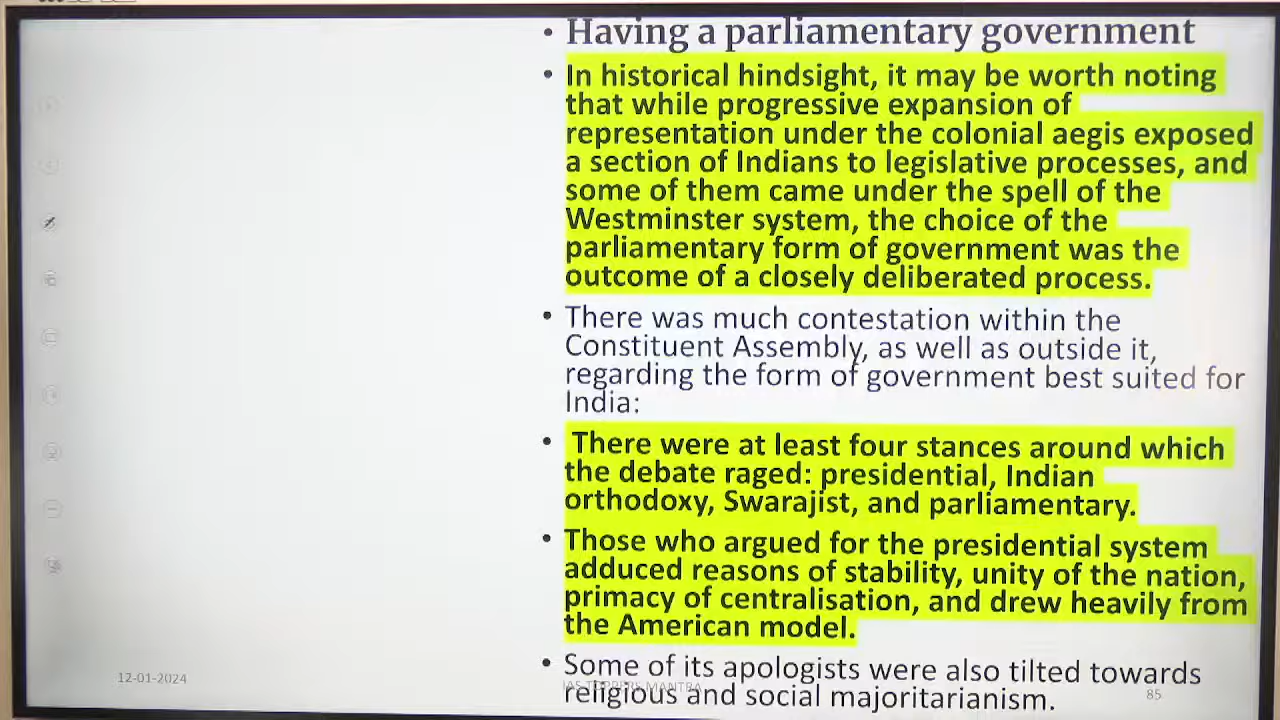 • Having a parliamentary government
• In historical hindsight, it may be worth noting
that while progressive expansion of
representation under the colonial aegis exposed
a section of Indians to legislative processes, and
some of them came under the spell of the
Westminster system, the choice of the
parliamentary form of government was the
outcome of a closely deliberated process.
• There was much contestation within the
Constituent Assembly, as well as outside it,
regarding the form of government best suited for
India:
• There were at least four stances around which
the debate raged: presidential, Indian
orthodoxy, Swarajist, and parliamentary.
• Those who argued for the presidential system
adduced reasons of stability, unity of the nation,
primacy of centralisation, and drew heavily from
the American model.
• Some of its apologists were also tilted towards
religious and social majoritarianism.
12-01-2024
IAS TOPPERS MANTRA
85